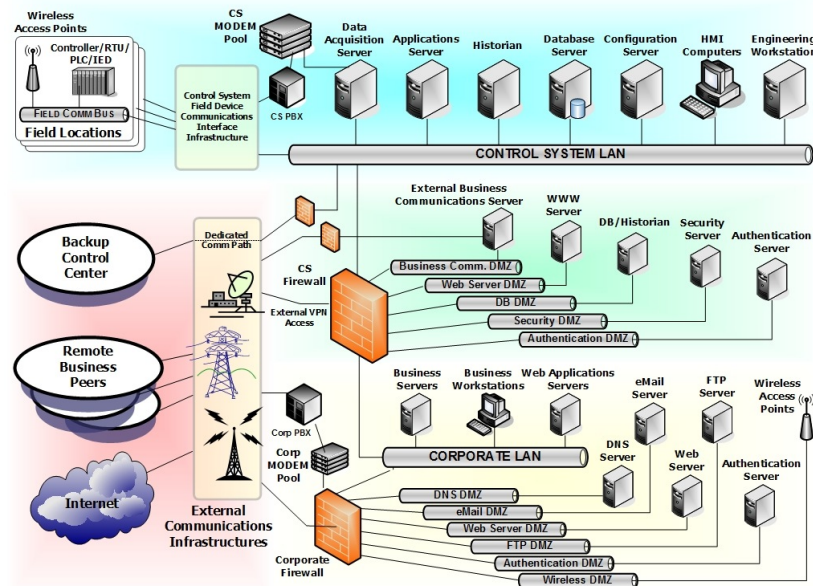 Wireless
Access Points
Controller/RTU/
PLC/IED
FIELD COMM BUS
Field Locations
Control System
Field Device
Communications
Interface
Infrastructure
CS
MODEM
Pool
CS PBX
Data
Acquisition
Server
Applications
Server
Historian
Database
Server
Configuration
Server
HMI
Computers
Engineering
Workstation
CONTROL SYSTEM LAN
Backup
Control
Center
Dedicated
Comm Path
External Business
Communications Server
WWW
Server
DB/Historian
Security
Server
Authentication
Server
CS
Firewall
External VPN
Access
Business Comm. DMZ
Web Server DMZ
DB DMZ
Security DMZ
Authentication DMZ
Remote
Business
Peers
Internet
External
Communications
Infrastructures
Corp PBX
Corp
MODEM
Pool
Corporate
Firewall
Business
Servers
Business
Workstations
Web Applications
Servers
eMail
Server
FTP
Server
Wireless
Access
Points
CORPORATE LAN
DNS
Server
Web
Server
Authentication
Server
DNS DMZ
eMail DMZ
Web Server DMZ
FTP DMZ
Authentication DMZ
Wireless DMZ